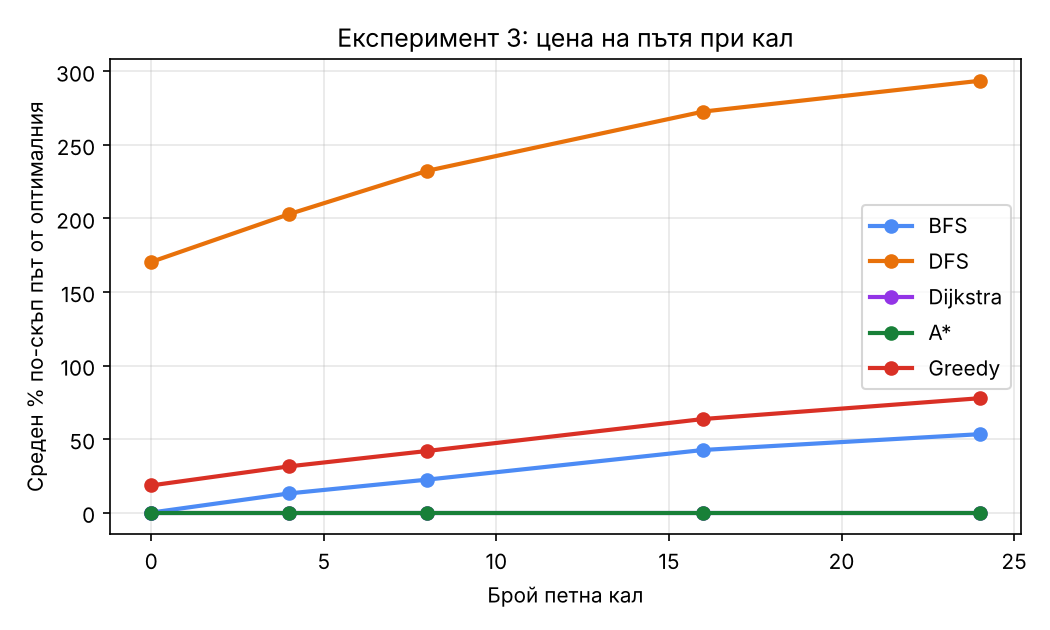 Експеримент 3: цена на пътя при кал
Среден % по-скъп път от оптималния
300
250
200
150
100
50
0
BFS
DFS
Dijkstra
A*
Greedy
0 5 10 15 20 25
Брой петна кал